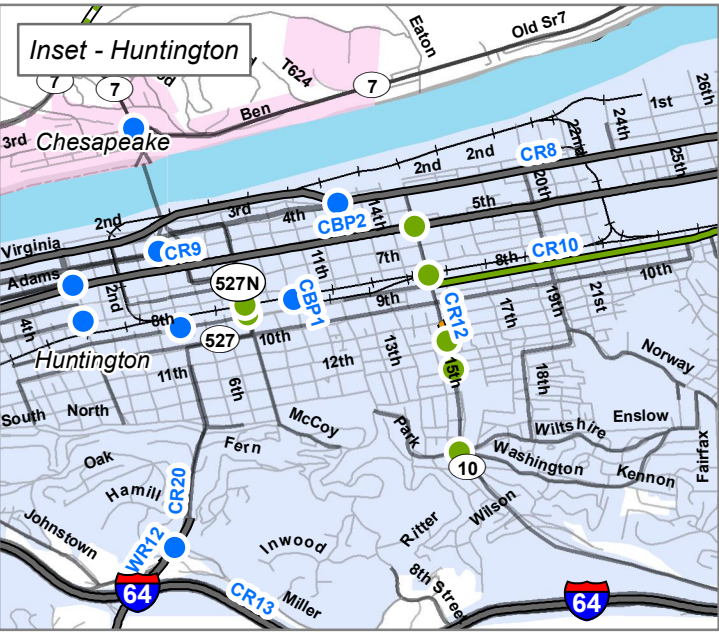 Inset - Huntington
Eaton
Old Sr7
T624
7
7
7
Ben
3rd
Chesapeake
1st
26th
24th
22nd
25th
20th
CR8
2nd
2nd
14th
5th
2nd
3rd
4th
CBP2
Virginia
CR9
11th
7th
8th
CR10
10th
Adams
2nd
527N
CBP1
9th
CR12
17th
19th
21st
4th
8th
527
10th
Huntington
12th
13th
15th
18th
Norway
11th
6th
South
North
McCoy
Park
Wiltshire
Enslow
Fairfax
Fern
Oak
10
Washington
Kennon
Hamill
CR20
Wilson
Ritter
Johnstown
WR12
Inwood
8th Stree
64
CR13
Miller
64